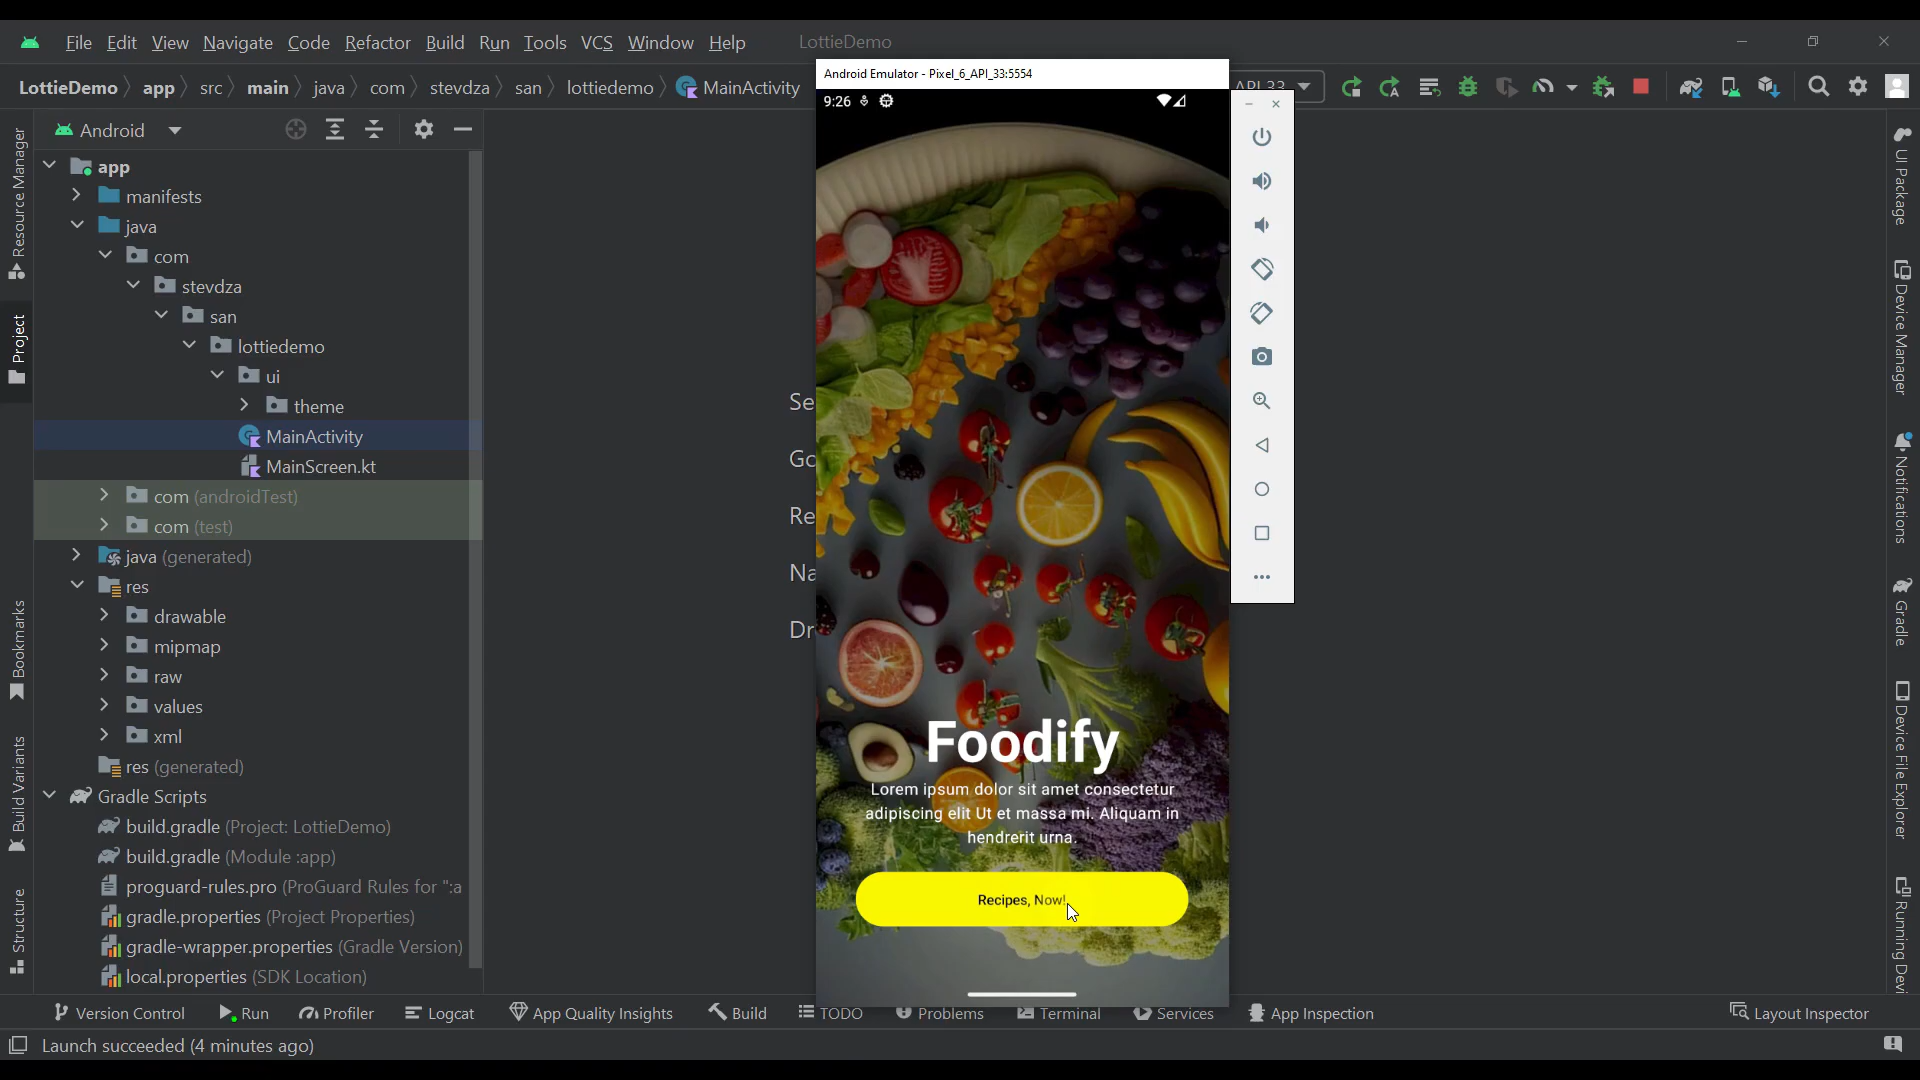 File Edit View Navigate Code Refactor Build Run Tools VCS Window Help LottieDemo
LottieDemo app src main java com stevdza san lottiedemo MainActivity
Android Emulator - Pixel_6_API_33:5554
9:26
Android
app
manifests
java
com
stevdza
san
lottiedemo
ui
theme
MainActivity
MainScreen.kt
com (androidTest)
com (test)
java (generated)
res
drawable
mipmap
raw
values
xml
res (generated)
Gradle Scripts
build.gradle (Project: LottieDemo)
build.gradle (Module :app)
proguard-rules.pro (ProGuard Rules for ":a
gradle.properties (Project Properties)
gradle-wrapper.properties (Gradle Version)
local.properties (SDK Location)
Resource Manager
Project
Bookmarks
Build Variants
Structure
Se
Go
Re
Na
Dr
Foodify
Lorem ipsum dolor sit amet consectetur
adipiscing elit Ut et massa mi. Aliquam in
hendrerit urna.
Recipes, Now!
UI Package
Device Manager
Notifications
Gradle
Device File Explorer
Running Devi
Version Control Run Profiler Logcat App Quality Insights Build TODO Problems Terminal Services App Inspection Layout Inspector
Launch succeeded (4 minutes ago)